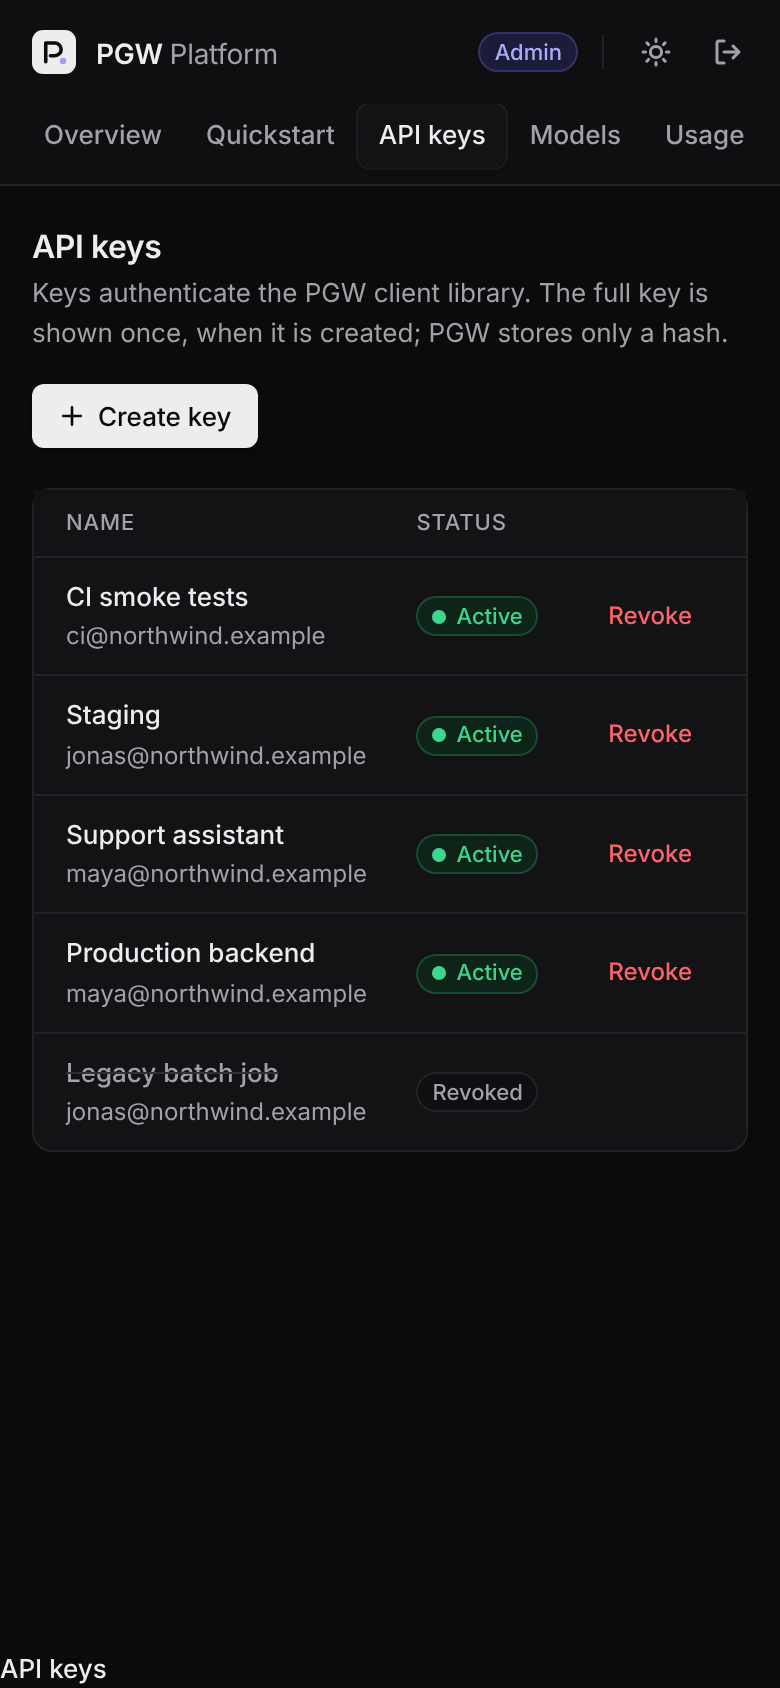 P.
PGW Platform
Admin
Overview Quickstart API keys Models Usage
API keys
Keys authenticate the PGW client library. The full key is
shown once, when it is created; PGW stores only a hash.
+ Create key
NAME STATUS
CI smoke tests
ci@northwind.example
Active Revoke
Staging
jonas@northwind.example
Active Revoke
Support assistant
maya@northwind.example
Active Revoke
Production backend
maya@northwind.example
Active Revoke
Legacy batch job
jonas@northwind.example
Revoked
API keys